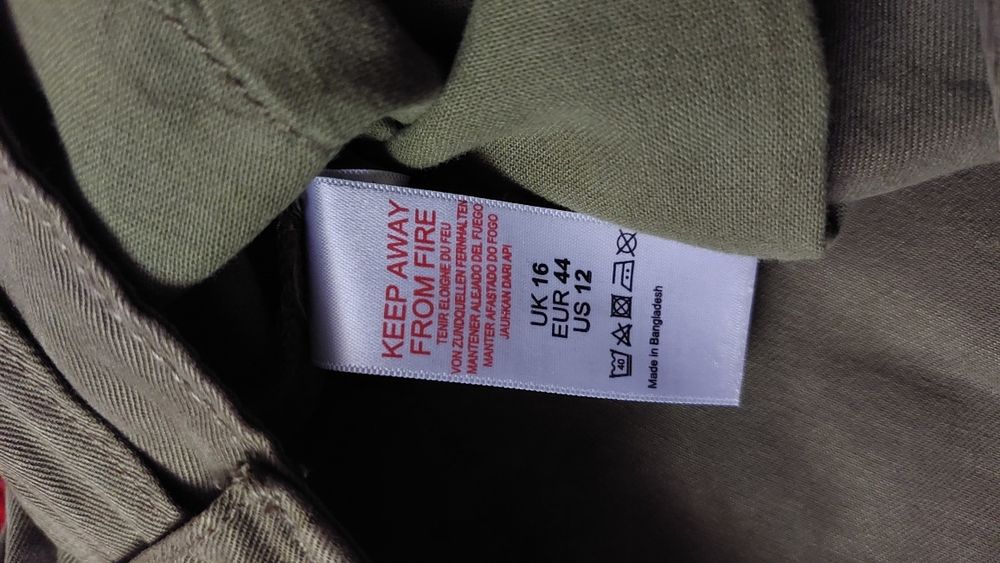 KEEP AWAY
FROM FIRE
TENIR ELOIGNE DU FEU
VON ZUNDQUELLEN FERNHALTEN
MANTENER ALEJADO DEL FUEGO
MANTER AFASTADO DO FOGO
JAUHKAN DARI API
UK 16
EUR 44
US 12
40
Made in Bangladesh